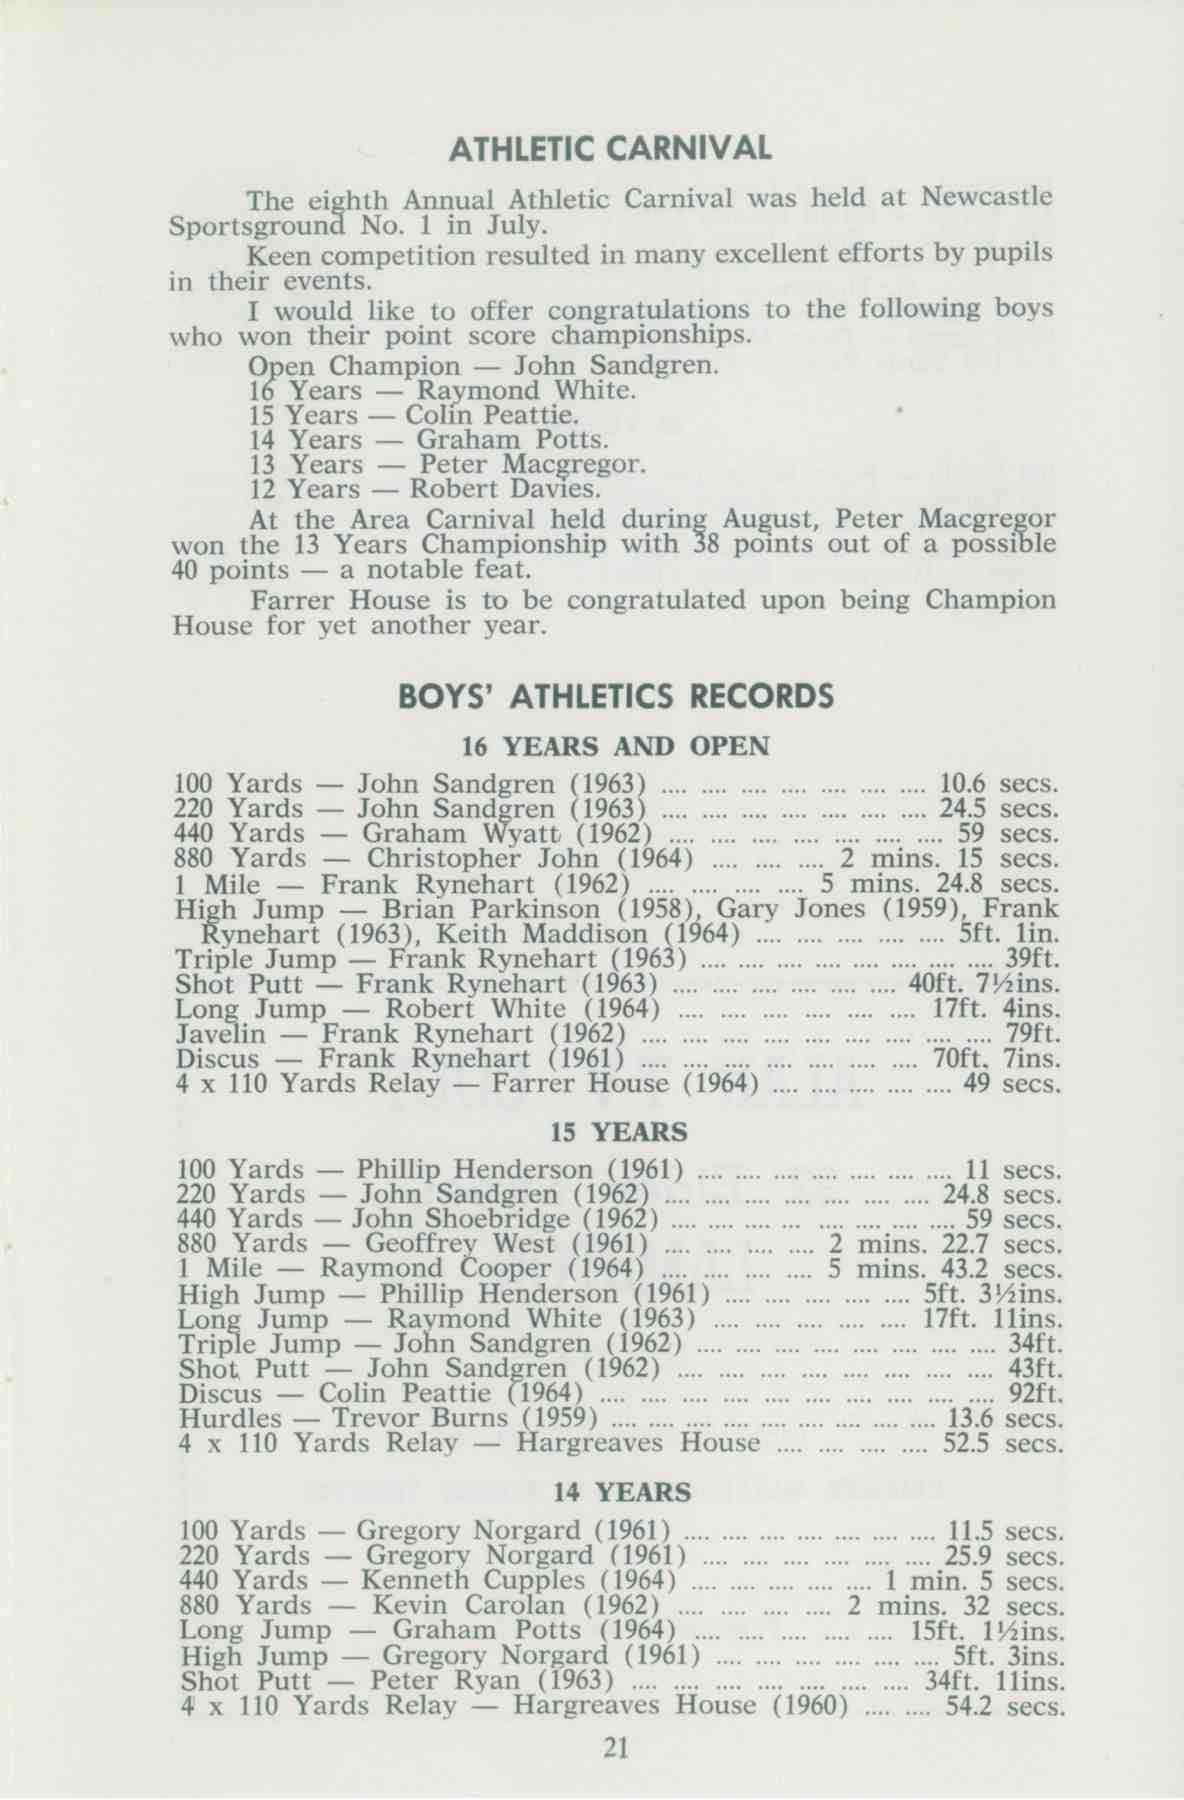 ATHLETIC CARNIVAL
The eighth Annual Athletic Carnival was held at Newcastle
Sportsground No. 1 in July.
Keen competition resulted in many excellent efforts by pupils
in their events.
I would like to offer congratulations to the following boys
who won their point score championships.
Open Champion — John Sandgren.
16 Years — Raymond White.
15 Years — Colin Peattie.
14 Years — Graham Potts.
13 Years — Peter Macgregor.
12 Years — Robert Davies.
At the Area Carnival held during August, Peter Macgregor
won the 13 Years Championship with 38 points out of a possible
40 points — a notable feat.
Farrer House is to be congratulated upon being Champion
House for yet another year.
BOYS' ATHLETICS RECORDS
16 YEARS AND OPEN
100 Yards — John Sandgren (1963) .... .... .... .... .... .... .... 10.6 secs.
220 Yards — John Sandgren (1963) .... .... .... .... .... .... .... 24.5 secs.
440 Yards — Graham Wyatt (1962) .... .... .... .... .... .... .... 59 secs.
880 Yards — Christopher John (1964) .... .... .... 2 mins. 15 secs.
1 Mile — Frank Rynehart (1962) .... .... .... .... 5 mins. 24.8 secs.
High Jump — Brian Parkinson (1958), Gary Jones (1959), Frank
Rynehart (1963), Keith Maddison (1964) .... .... .... .... .... 5ft. 1in.
Triple Jump — Frank Rynehart (1963) .... .... .... .... .... .... .... .... 39ft.
Shot Putt — Frank Rynehart (1963) .... .... .... .... .... .... 40ft. 7½ins.
Long Jump — Robert White (1964) .... .... .... .... .... .... 17ft. 4ins.
Javelin — Frank Rynehart (1962) .... .... .... .... .... .... .... .... .... 79ft.
Discus — Frank Rynehart (1961) .... .... .... .... .... .... .... 70ft. 7ins.
4 x 110 Yards Relay — Farrer House (1964) .... .... .... .... .... 49 secs.
15 YEARS
100 Yards — Phillip Henderson (1961) .... .... .... .... .... .... .... 11 secs.
220 Yards — John Sandgren (1962) .... .... .... .... .... .... .... 24.8 secs.
440 Yards — John Shoebridge (1962) .... .... .... ... .... .... .... .... 59 secs.
880 Yards — Geoffrey West (1961) .... .... .... .... 2 mins. 22.7 secs.
1 Mile — Raymond Cooper (1964) .... .... .... .... 5 mins. 43.2 secs.
High Jump — Phillip Henderson (1961) .... .... .... .... .... 5ft. 3½ins.
Long Jump — Raymond White (1963) .... .... .... .... .... 17ft. 11ins.
Triple Jump — John Sandgren (1962) .... .... .... .... .... .... .... .... 34ft.
Shot Putt — John Sandgren (1962) .... .... .... .... .... .... .... .... 43ft.
Discus — Colin Peattie (1964) .... .... .... .... .... .... .... .... .... .... 92ft.
Hurdles — Trevor Burns (1959) .... .... .... .... .... .... .... .... .... 13.6 secs.
4 x 110 Yards Relay — Hargreaves House .... .... .... .... 52.5 secs.
14 YEARS
100 Yards — Gregory Norgard (1961) .... .... .... .... .... .... .... 11.5 secs.
220 Yards — Gregory Norgard (1961) .... .... .... .... .... .... 25.9 secs.
440 Yards — Kenneth Cupples (1964) .... .... .... .... .... 1 min. 5 secs.
880 Yards — Kevin Carolan (1962) .... .... .... .... 2 mins. 32 secs.
Long Jump — Graham Potts (1964) .... .... .... .... .... 15ft. 1½ins.
High Jump — Gregory Norgard (1961) .... .... .... .... .... .... 5ft. 3ins.
Shot Putt — Peter Ryan (1963) .... .... .... .... .... .... .... 34ft. 11ins.
4 x 110 Yards Relay — Hargreaves House (1960) .... .... 54.2 secs.
21